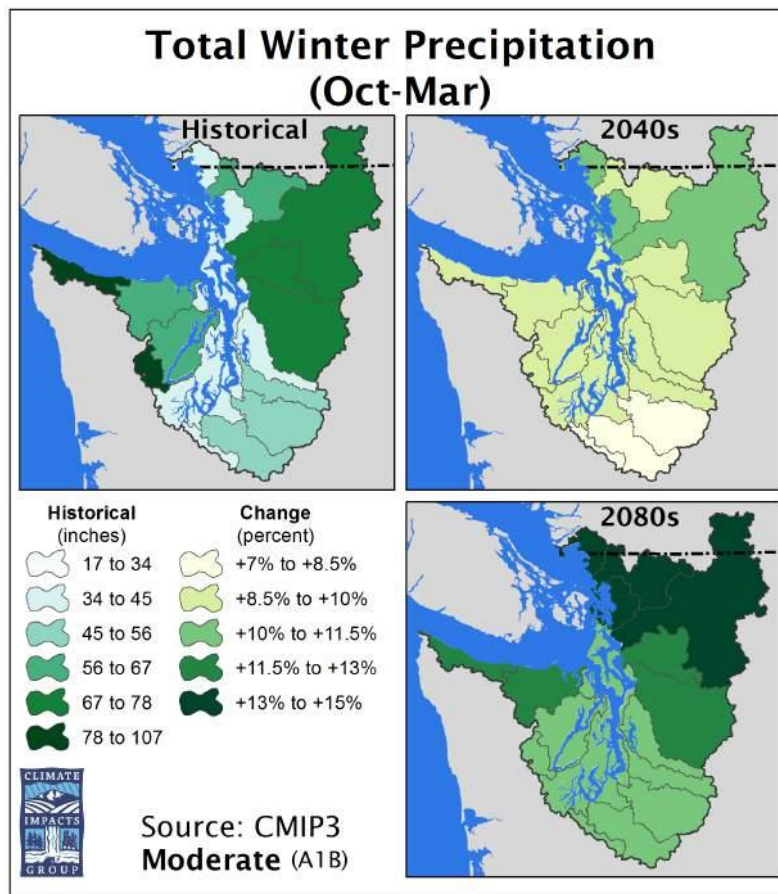 Total Winter Precipitation
(Oct-Mar)
Historical
2040s
Historical
(inches)
17 to 34
34 to 45
45 to 56
56 to 67
67 to 78
78 to 107
Change
(percent)
+7% to +8.5%
+8.5% to +10%
+10% to +11.5%
+11.5% to +13%
+13% to +15%
2080s
CLIMATE
IMPACTS
GROUP
Source: CMIP3
Moderate (A1B)